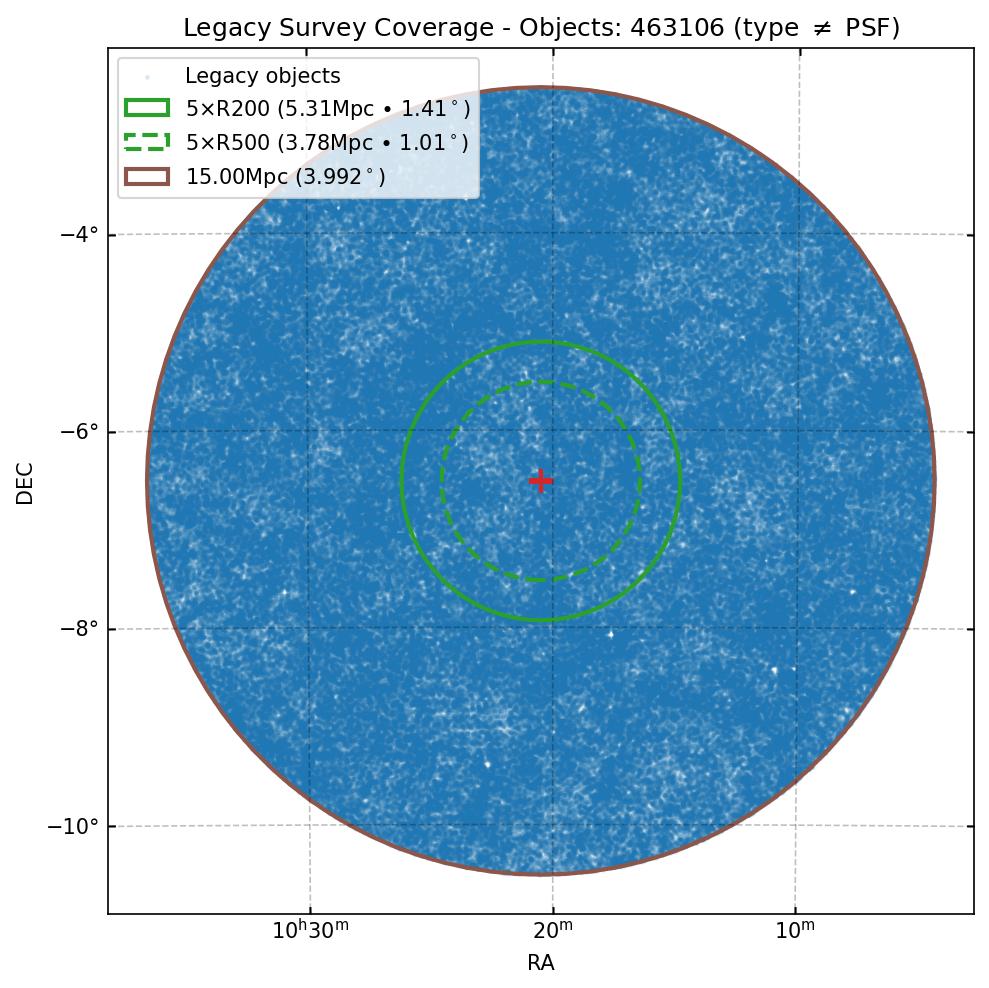 Legacy Survey Coverage - Objects: 463106 (type ≠ PSF)
Legacy objects
5×R200 (5.31Mpc • 1.41°)
5×R500 (3.78Mpc • 1.01°)
15.00Mpc (3.992°)
−4°
−6°
−8°
−10°
DEC
10ʰ30ᵐ 20ᵐ 10ᵐ
RA